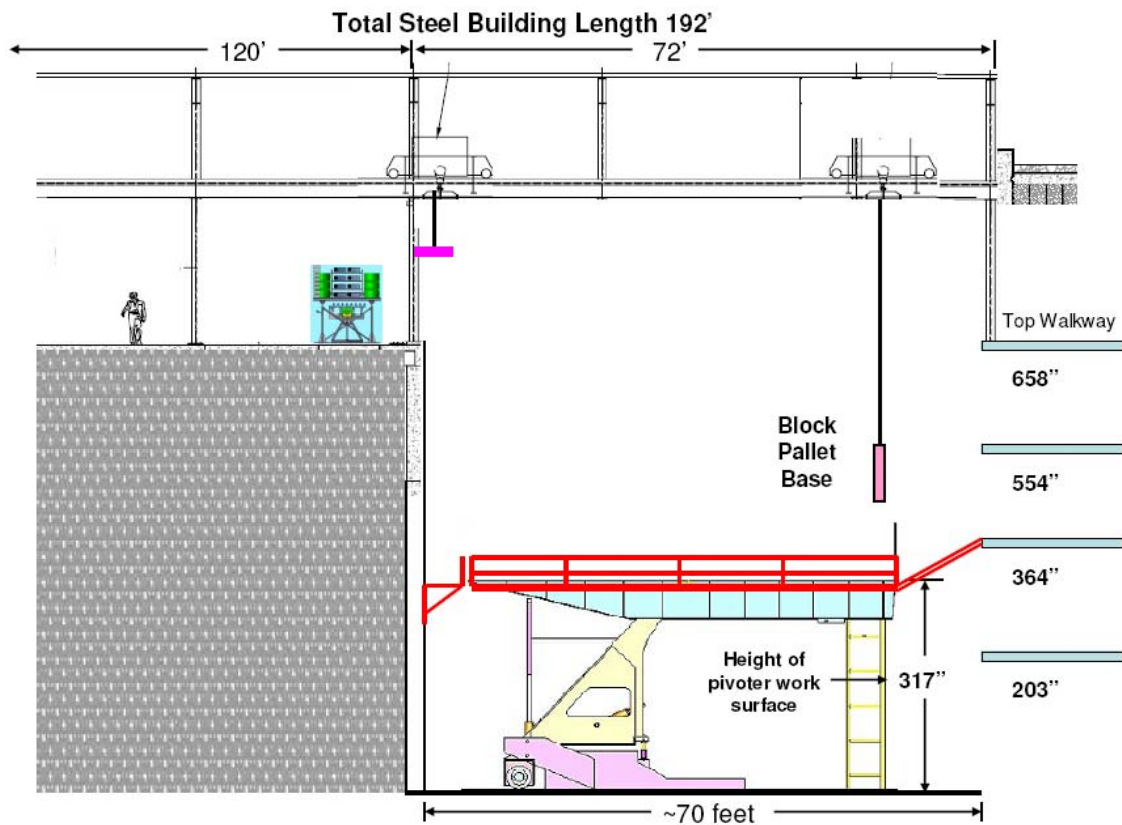 Total Steel Building Length 192'
120'
72'
Top Walkway
658”
Block
Pallet
Base
554”
364”
Height of
pivoter work
surface
317”
203”
~70 feet